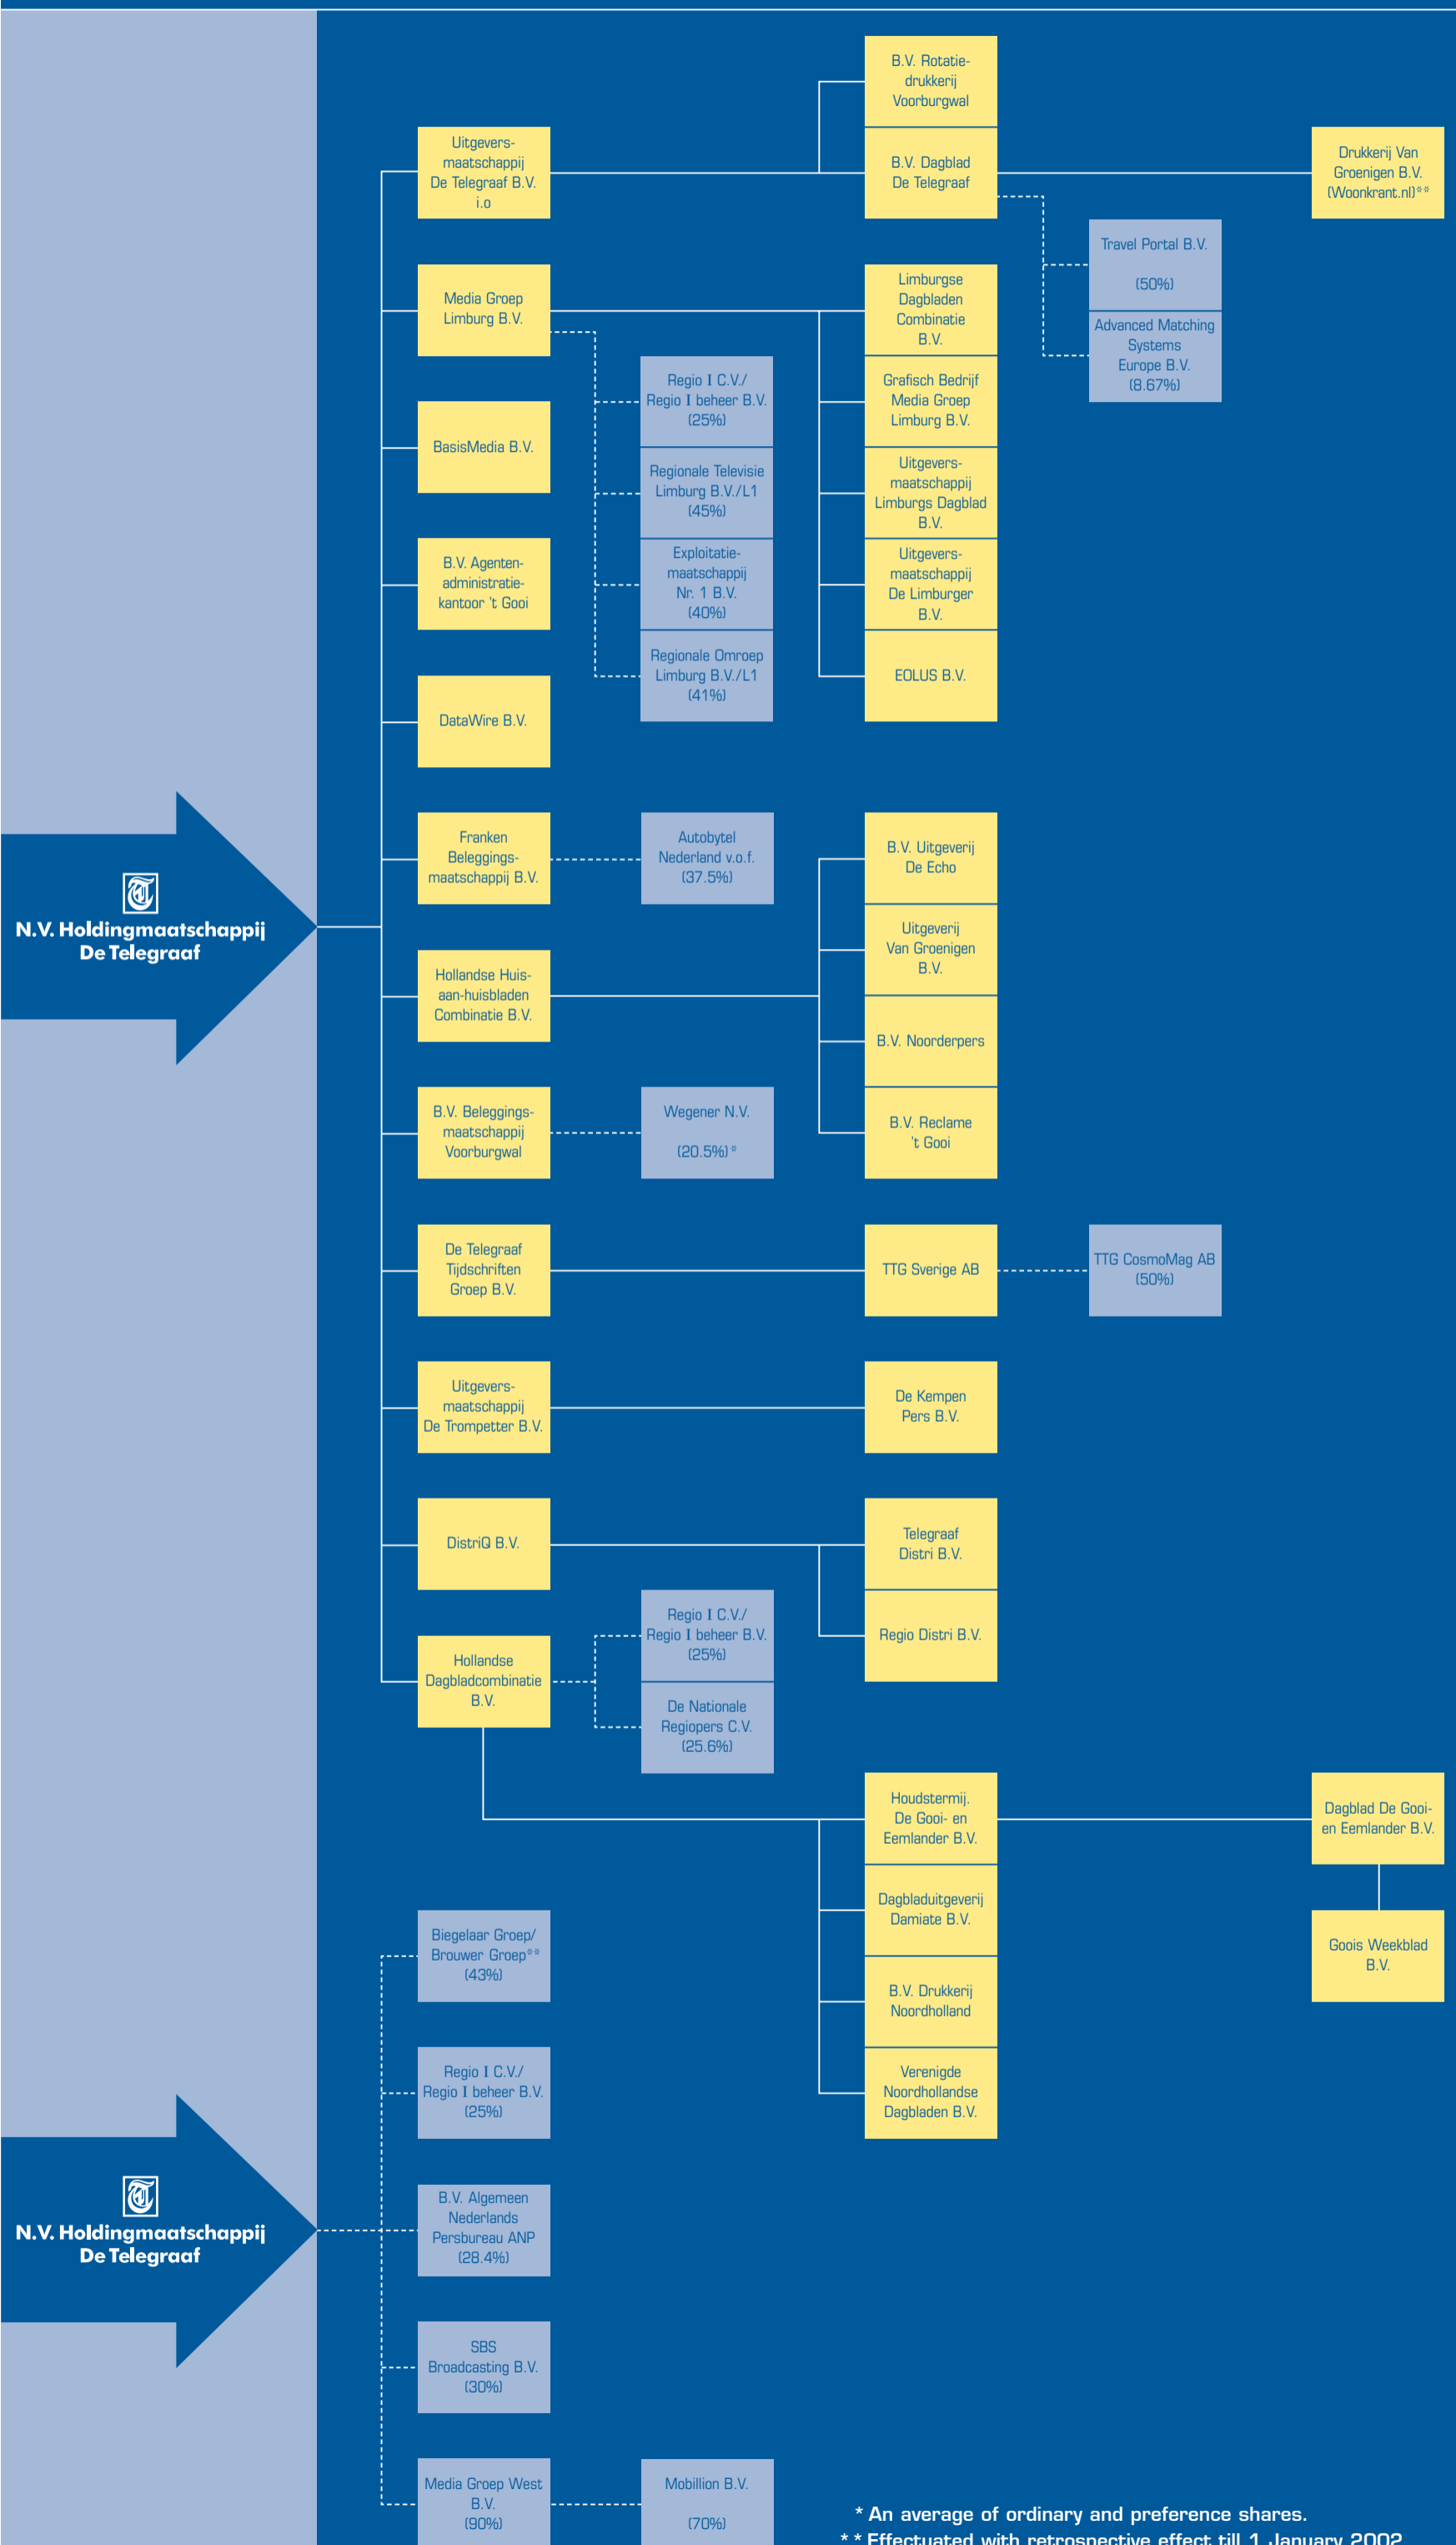 B.V. Rotatie-
drukkerij
Voorburgwal
Uitgevers-
maatschappij
De Telegraaf B.V.
i.o
B.V. Dagblad
De Telegraaf
Drukkerij Van
Groenigen B.V.
(Woonkrant.nl)**
Travel Portal B.V.
(50%)
Advanced Matching
Systems
Europe B.V.
(8.67%)
Media Groep
Limburg B.V.
Limburgse
Dagbladen
Combinatie
B.V.
Regio I C.V./
Regio I beheer B.V.
(25%)
Grafisch Bedrijf
Media Groep
Limburg B.V.
BasisMedia B.V.
Regionale Televisie
Limburg B.V./L1
(45%)
Uitgevers-
maatschappij
Limburgs Dagblad
B.V.
B.V. Agenten-
administratie-
kantoor 't Gooi
Exploitatie-
maatschappij
Nr. 1 B.V.
(40%)
Uitgevers-
maatschappij
De Limburger
B.V.
Regionale Omroep
Limburg B.V./L1
(41%)
EOLUS B.V.
DataWire B.V.
Franken
Beleggings-
maatschappij B.V.
Autobytel
Nederland v.o.f.
(37.5%)
B.V. Uitgeverij
De Echo
T
N.V. Holdingmaatschappij
De Telegraaf
Uitgeverij
Van Groenigen
B.V.
Hollandse Huis-
aan-huisbladen
Combinatie B.V.
B.V. Noorderpers
B.V. Beleggings-
maatschappij
Voorburgwal
Wegener N.V.
(20.5%)*
B.V. Reclame
't Gooi
De Telegraaf
Tijdschriften
Groep B.V.
TTG Sverige AB
TTG CosmoMag AB
(50%)
Uitgevers-
maatschappij
De Trompetter B.V.
De Kempen
Pers B.V.
DistriQ B.V.
Telegraaf
Distri B.V.
Regio Distri B.V.
Hollandse
Dagbladcombinatie
B.V.
Regio I C.V./
Regio I beheer B.V.
(25%)
De Nationale
Regiopers C.V.
(25.6%)
Houdstermij.
De Gooi- en
Eemlander B.V.
Dagblad De Gooi-
en Eemlander B.V.
Dagbladuitgeverij
Damiate B.V.
Goois Weekblad
B.V.
B.V. Drukkerij
Noordholland
Verenigde
Noordhollandse
Dagbladen B.V.
Biegelaar Groep/
Brouwer Groep**
(43%)
Regio I C.V./
Regio I beheer B.V.
(25%)
T
N.V. Holdingmaatschappij
De Telegraaf
B.V. Algemeen
Nederlands
Persbureau ANP
(28.4%)
SBS
Broadcasting B.V.
(30%)
Media Groep West
B.V.
(90%)
Mobillion B.V.
(70%)
* An average of ordinary and preference shares.
** Effectuated with retrospective effect till 1 January 2002